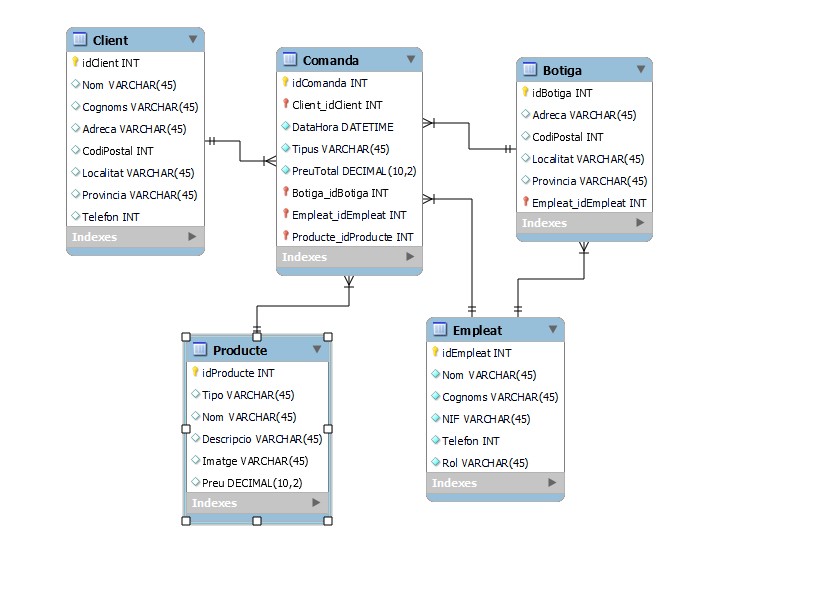 Client
idClient INT
Nom VARCHAR(45)
Cognoms VARCHAR(45)
Adreca VARCHAR(45)
CodiPostal INT
Localitat VARCHAR(45)
Provincia VARCHAR(45)
Telefon INT
Indexes
Comanda
idComanda INT
Client_idClient INT
DataHora DATETIME
Tipus VARCHAR(45)
PreuTotal DECIMAL(10,2)
Botiga_idBotiga INT
Empleat_idEmpleat INT
Producte_idProducte INT
Indexes
Botiga
idBotiga INT
Adreca VARCHAR(45)
CodiPostal INT
Localitat VARCHAR(45)
Provincia VARCHAR(45)
Empleat_idEmpleat INT
Indexes
Producte
idProducte INT
Tipo VARCHAR(45)
Nom VARCHAR(45)
Descripcio VARCHAR(45)
Imatge VARCHAR(45)
Preu DECIMAL(10,2)
Indexes
Empleat
idEmpleat INT
Nom VARCHAR(45)
Cognoms VARCHAR(45)
NIF VARCHAR(45)
Telefon INT
Rol VARCHAR(45)
Indexes